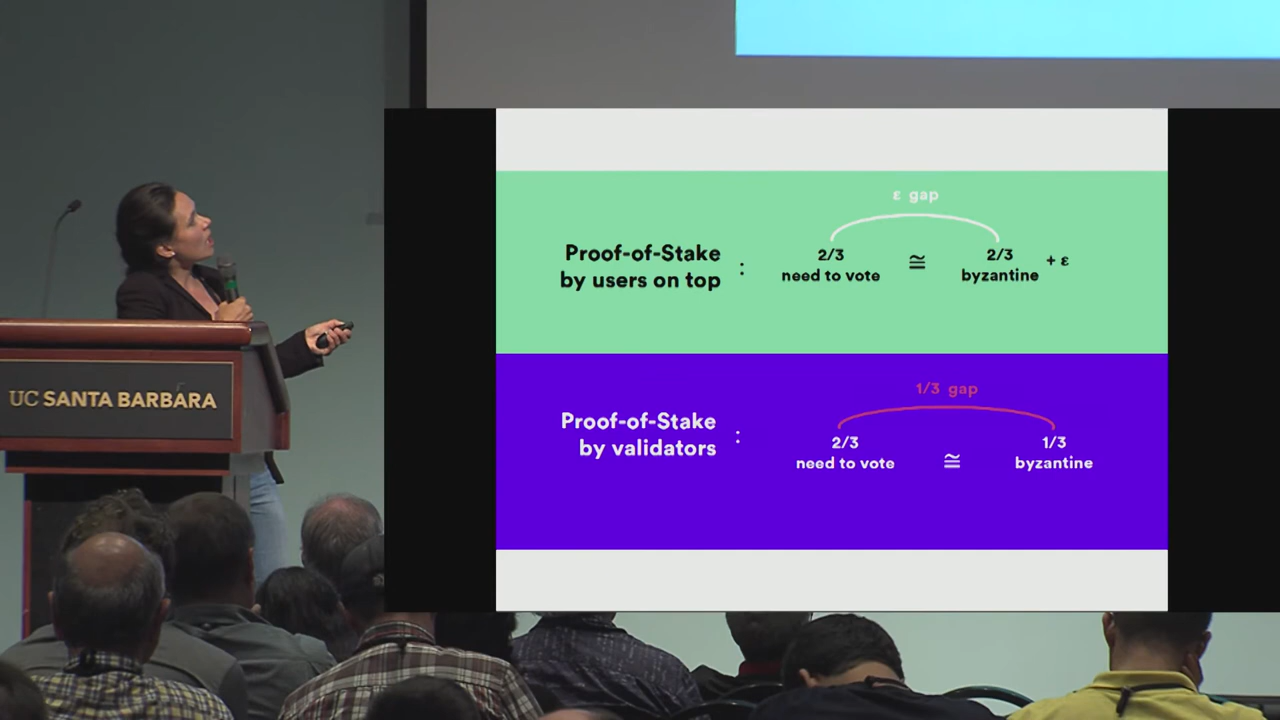 UC SANTA BARBARA
ε gap
Proof-of-Stake
by users on top
:
2/3
need to vote
≅
2/3
byzantine
+ ε
1/3 gap
Proof-of-Stake
by validators
:
2/3
need to vote
≅
1/3
byzantine